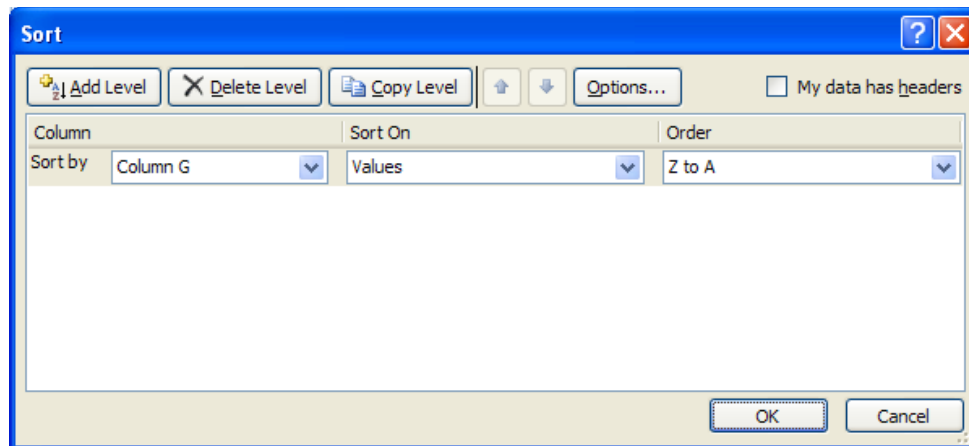 Sort
Add Level Delete Level Copy Level Options... My data has headers
Column Sort On Order
Sort by Column G Values Z to A
OK Cancel